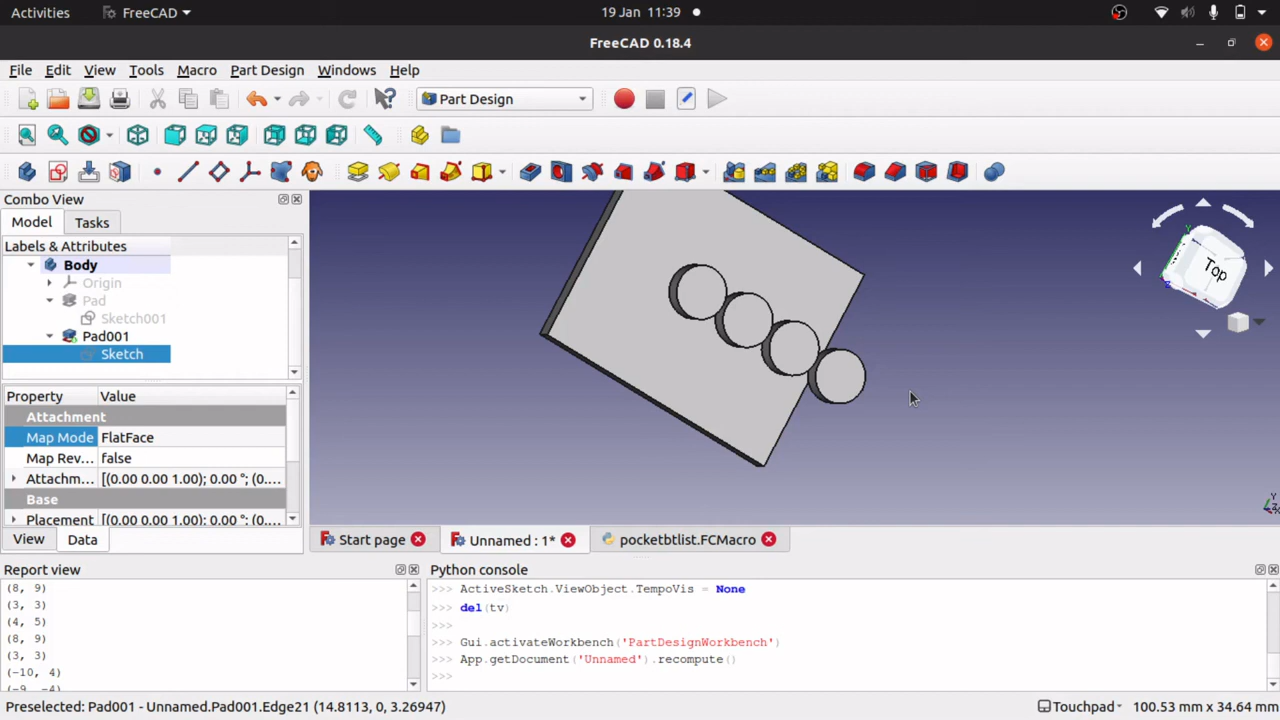 Activities FreeCAD 19 Jan 11:39
FreeCAD 0.18.4
File Edit View Tools Macro Part Design Windows Help
Part Design
Combo View
Model Tasks
Labels & Attributes
Body
Origin
Pad
Sketch001
Pad001
Sketch
Property Value
Attachment
Map Mode FlatFace
Map Rev... false
Attachm... [(0.00 0.00 1.00); 0.00 °; (0....
Base
Placement [(0.00 0.00 1.00); 0.00 °; (0....
View Data
Top
Start page Unnamed : 1* pocketbtlist.FCMacro
Report view
(8, 9)
(3, 3)
(4, 5)
(8, 9)
(3, 3)
(-10, 4)
(-9, -4)
Python console
>>> ActiveSketch.ViewObject.TempoVis = None
>>> del(tv)
>>>
>>> Gui.activateWorkbench('PartDesignWorkbench')
>>> App.getDocument('Unnamed').recompute()
>>>
Preselected: Pad001 - Unnamed.Pad001.Edge21 (14.8113, 0, 3.26947) Touchpad 100.53 mm x 34.64 mm